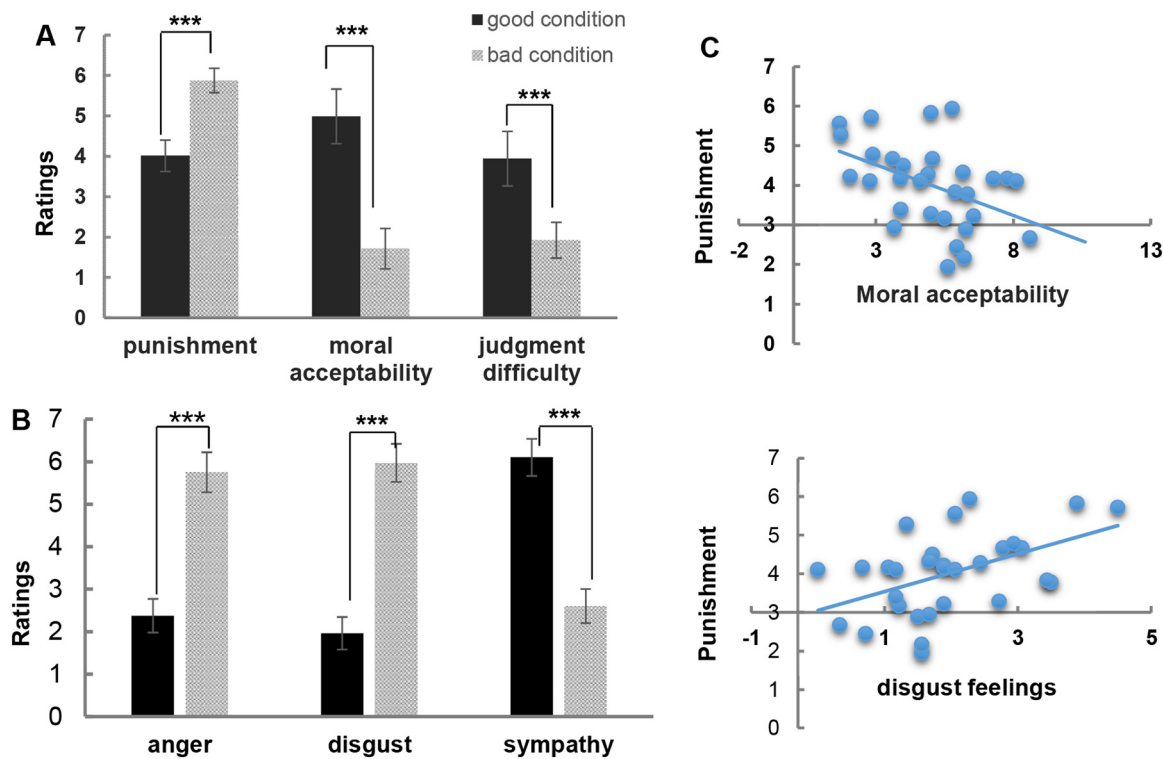 A
good condition
bad condition
***
***
***
Ratings
7
6
5
4
3
2
1
0
punishment
moral
acceptability
judgment
difficulty
B
***
***
***
Ratings
7
6
5
4
3
2
1
0
anger
disgust
sympathy
C
Punishment
7
6
5
4
3
2
1
0
-2
3
8
13
Moral acceptability
Punishment
7
6
5
4
3
2
1
0
-1
1
3
5
disgust feelings